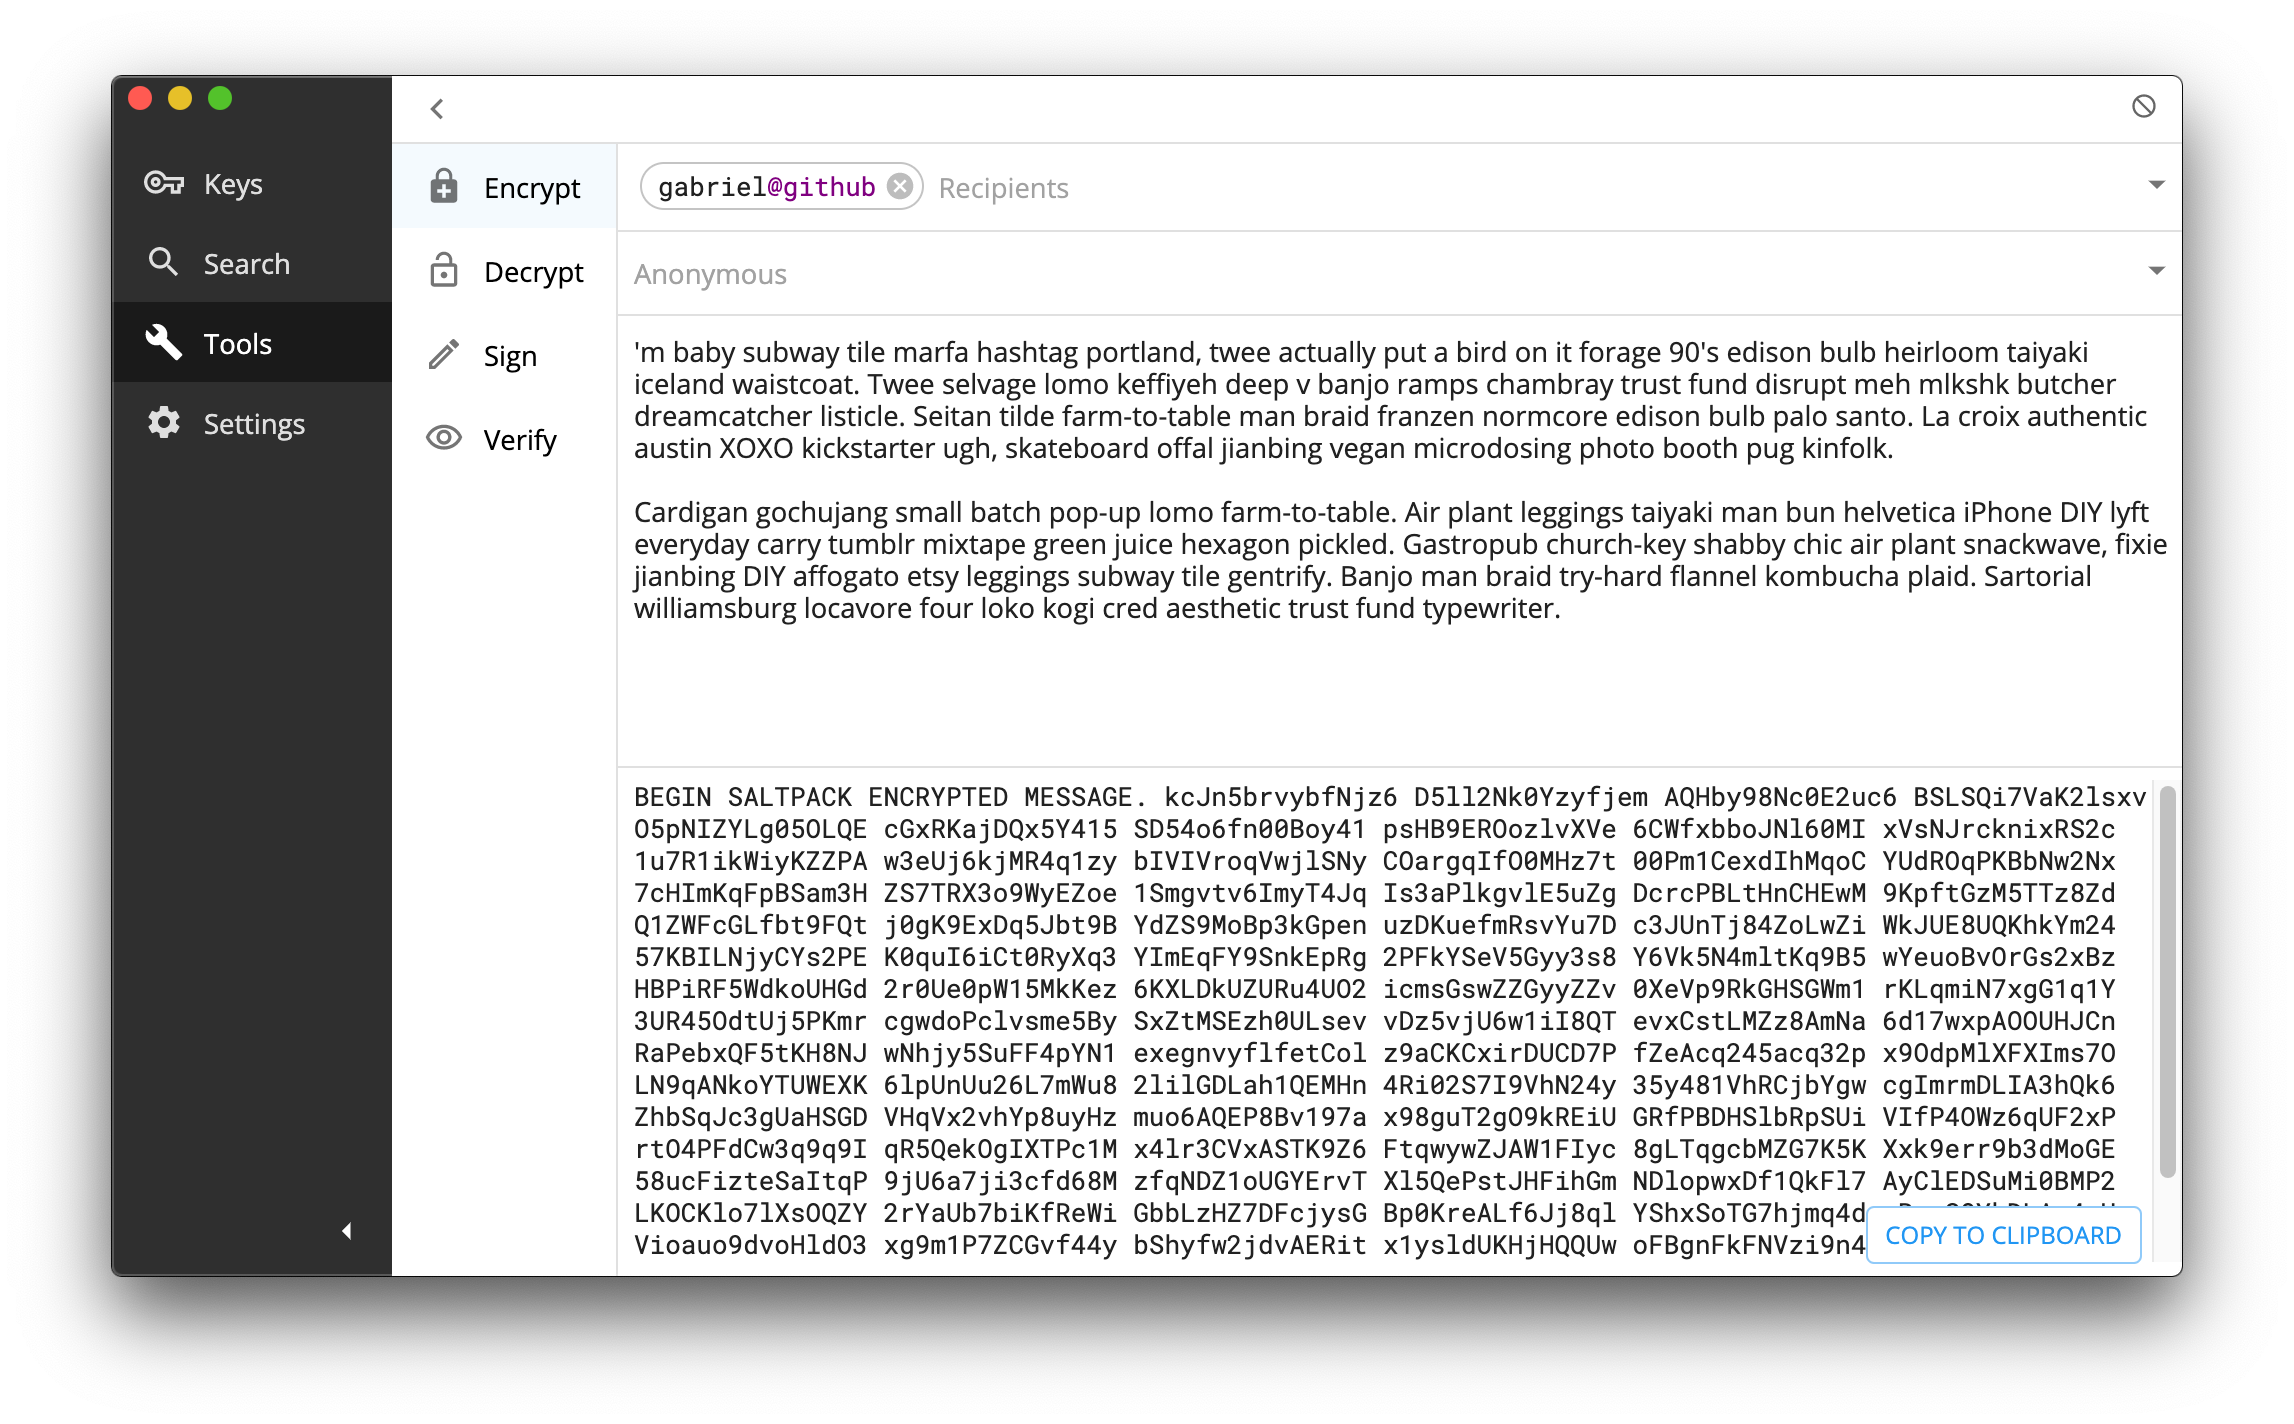 Keys
Search
Tools
Settings
Encrypt
Decrypt
Sign
Verify
gabriel@github
Recipients
Anonymous
'm baby subway tile marfa hashtag portland, twee actually put a bird on it forage 90's edison bulb heirloom taiyaki
iceland waistcoat. Twee selvage lomo keffiyeh deep v banjo ramps chambray trust fund disrupt meh mlkshk butcher
dreamcatcher listicle. Seitan tilde farm-to-table man braid franzen normcore edison bulb palo santo. La croix authentic
austin XOXO kickstarter ugh, skateboard offal jianbing vegan microdosing photo booth pug kinfolk.
Cardigan gochujang small batch pop-up lomo farm-to-table. Air plant leggings taiyaki man bun helvetica iPhone DIY lyft
everyday carry tumblr mixtape green juice hexagon pickled. Gastropub church-key shabby chic air plant snackwave, fixie
jianbing DIY affogato etsy leggings subway tile gentrify. Banjo man braid try-hard flannel kombucha plaid. Sartorial
williamsburg locavore four loko kogi cred aesthetic trust fund typewriter.
BEGIN SALTPACK ENCRYPTED MESSAGE. kcJn5brvybfNjz6 D5ll2Nk0Yzyfjem AQHby98Nc0E2uc6 BSLSQi7VaK2lsxv
O5pNIZYLg05OLQE cGxRKajDQx5Y415 SD54o6fn00Boy41 psHB9EROozlvXVe 6CWfxbboJNl60MI xVsNJrcknixRS2c
1u7R1ikWiyKZZPA w3eUj6kjMR4q1zy bIVIVroqVwjlSNy COargqIfO0MHz7t 00Pm1CexdIhMqoC YUdROqPKBbNw2Nx
7cHImKqFpBSam3H ZS7TRX3o9WyEZoe 1Smgvtv6ImyT4Jq Is3aPlkgvlE5uZg DcrcPBLtHnCHEwM 9KpftGzM5TTz8Zd
Q1ZWFcGLfbt9FQt j0gK9ExDq5Jbt9B YdZS9MoBp3kGpen uzDKuefmRsvYu7D c3JUnTj84ZoLwZi WkJUE8UQKhkYm24
57KBILNjyCYs2PE K0quI6iCt0RyXq3 YImEqFY9SnkEpRg 2PFkYSeV5Gyy3s8 Y6Vk5N4mltKq9B5 wYeuoBvOrGs2xBz
HBPiRF5WdkoUHGd 2r0Ue0pW15MkKez 6KXLDkUZURu4UO2 icmsGswZZGyyZZv 0XeVp9RkGHSGWm1 rKLqmiN7xgG1q1Y
3UR45OdtUj5PKmr cgwdoPclvsme5By SxZtMSEzh0ULsev vDz5vjU6w1iI8QT evxCstLMZz8AmNa 6d17wxpAOOUHJCn
RaPebxQF5tKH8NJ wNhjy5SuFF4pYN1 exegnvyflfetCol z9aCKCxirDUCD7P fZeAcq245acq32p x9OdpMlXFXIms7O
LN9qANkoYTUWEXK 6lpUnUu26L7mWu8 2lilGDLah1QEMHn 4Ri02S7I9VhN24y 35y481VhRCjbYgw cgImrmDLIA3hQk6
ZhbSqJc3gUaHSGD VHqVx2vhYp8uyHz muo6AQEP8Bv197a x98guT2gO9kREiU GRfPBDHSlbRpSUi VIfP4OWz6qUF2xP
rtO4PFdCw3q9q9I qR5QekOgIXTPc1M x4lr3CVxASTK9Z6 FtqwywZJAW1FIyc 8gLTqgcbMZG7K5K Xxk9err9b3dMoGE
58ucFizteSaItqP 9jU6a7ji3cfd68M zfqNDZ1oUGYErvT Xl5QePstJHFihGm NDlopwxDf1QkFl7 AyClEDSuMi0BMP2
LKOCKlo7lXsOQZY 2rYaUb7biKfReWi GbbLzHZ7DFcjysG Bp0KreALf6Jj8ql YShxSoTG7hjmq4d
Vioauo9dvoHldO3 xg9m1P7ZCGvf44y bShyfw2jdvAERit x1ysldUKHjHQQUw oFBgnFkFNVzi9n4
COPY TO CLIPBOARD